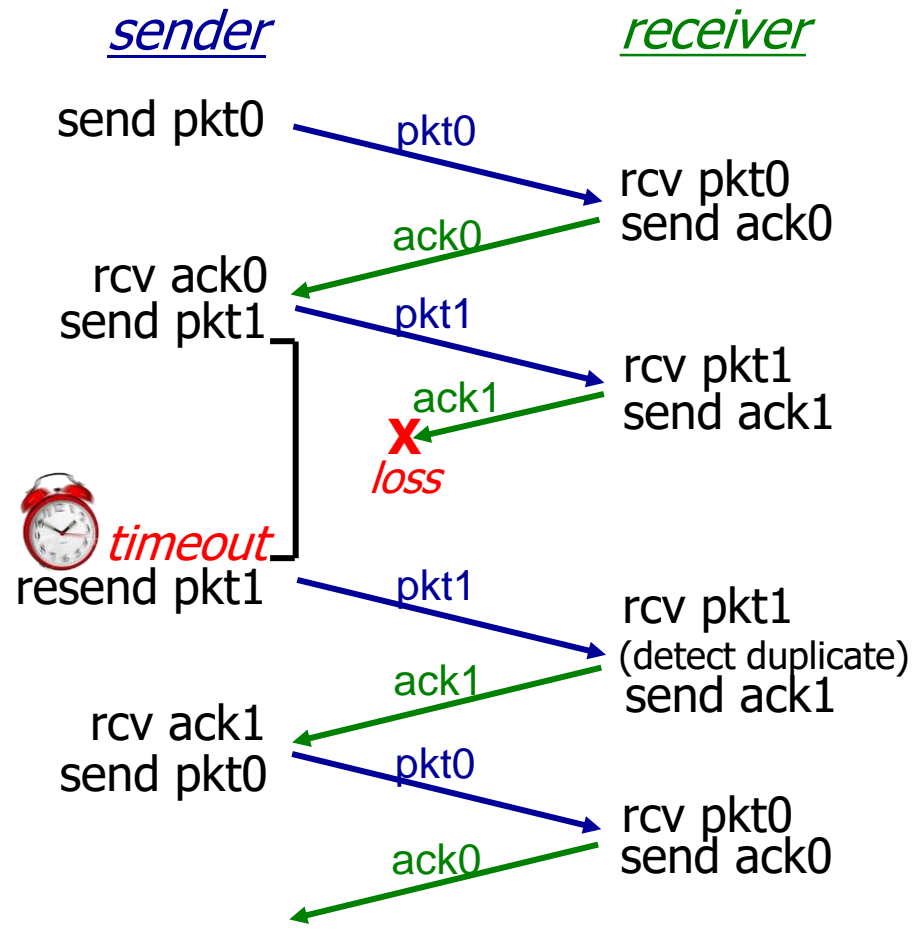 sender
receiver
send pkt0
pkt0
rcv pkt0
send ack0
ack0
rcv ack0
send pkt1
pkt1
rcv pkt1
send ack1
ack1
X
loss
timeout
resend pkt1
pkt1
rcv pkt1
(detect duplicate)
send ack1
ack1
rcv ack1
send pkt0
pkt0
rcv pkt0
send ack0
ack0